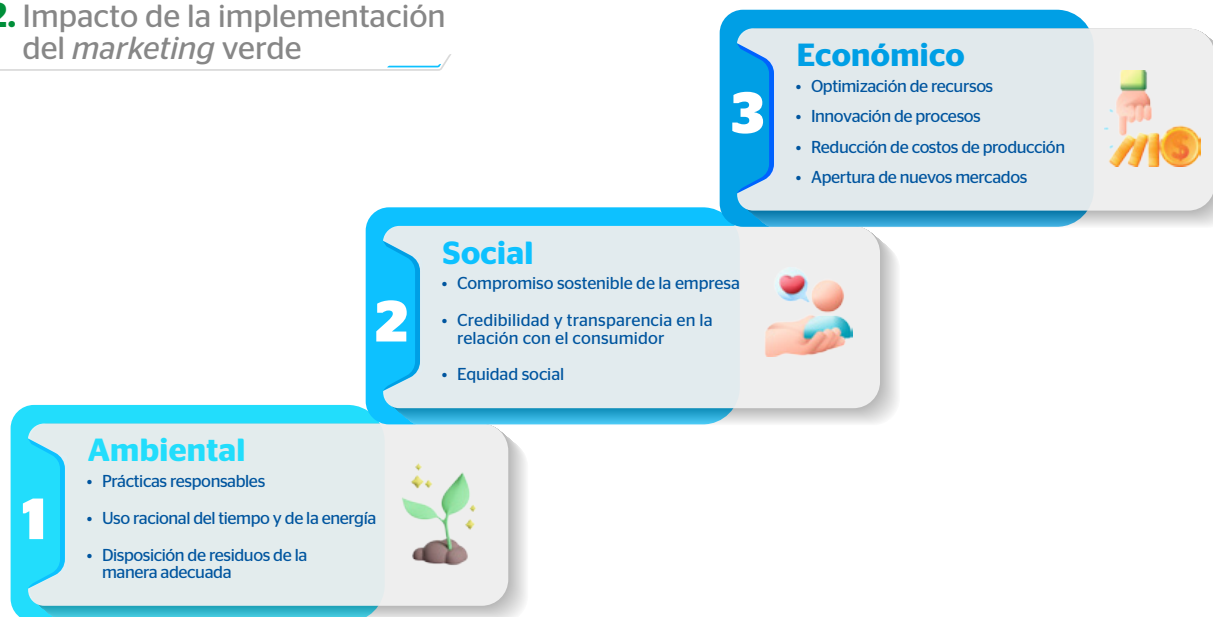 2. Impacto de la implementación
del marketing verde
3
Económico
• Optimización de recursos
• Innovación de procesos
• Reducción de costos de producción
• Apertura de nuevos mercados
$
2
Social
• Compromiso sostenible de la empresa
• Credibilidad y transparencia en la
relación con el consumidor
• Equidad social
1
Ambiental
• Prácticas responsables
• Uso racional del tiempo y de la energía
• Disposición de residuos de la
manera adecuada